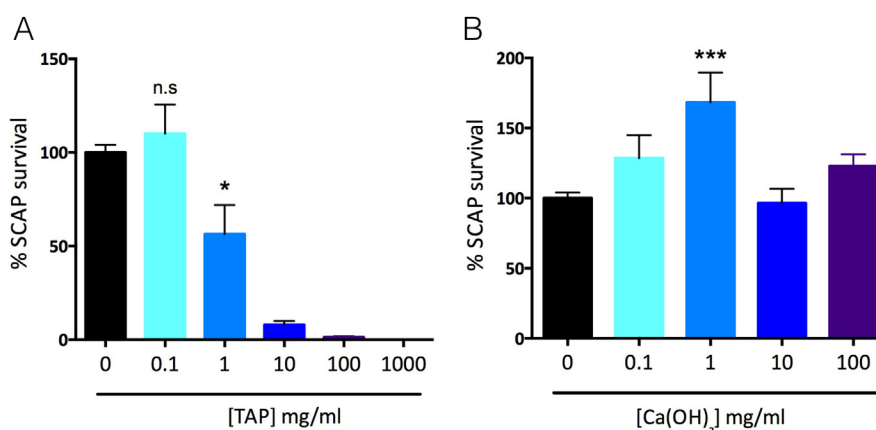 A
% SCAP survival
150
100
50
0
n.s
*
0 0.1 1 10 100 1000
[TAP] mg/ml
B
% SCAP survival
200
150
100
50
0
***
0 0.1 1 10 100
[Ca(OH)₂] mg/ml